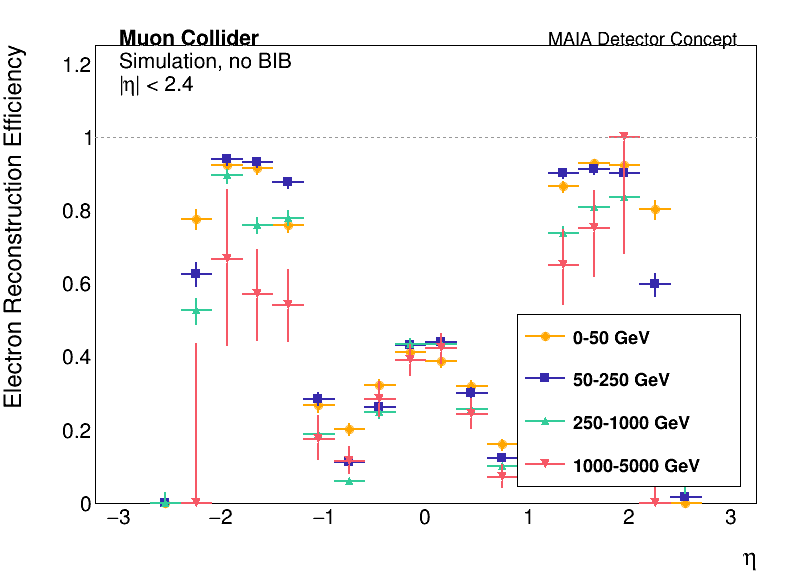 Muon Collider
MAIA Detector Concept
Simulation, no BIB
|η| < 2.4
Electron Reconstruction Efficiency
1.2
1
0.8
0.6
0.4
0.2
0
0-50 GeV
50-250 GeV
250-1000 GeV
1000-5000 GeV
−3 −2 −1 0 1 2 3
η